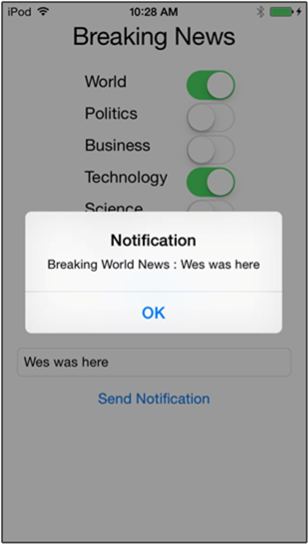 iPod 10:28 AM
Breaking News
World
Politics
Business
Technology
Science
Notification
Breaking World News : Wes was here
OK
Wes was here
Send Notification